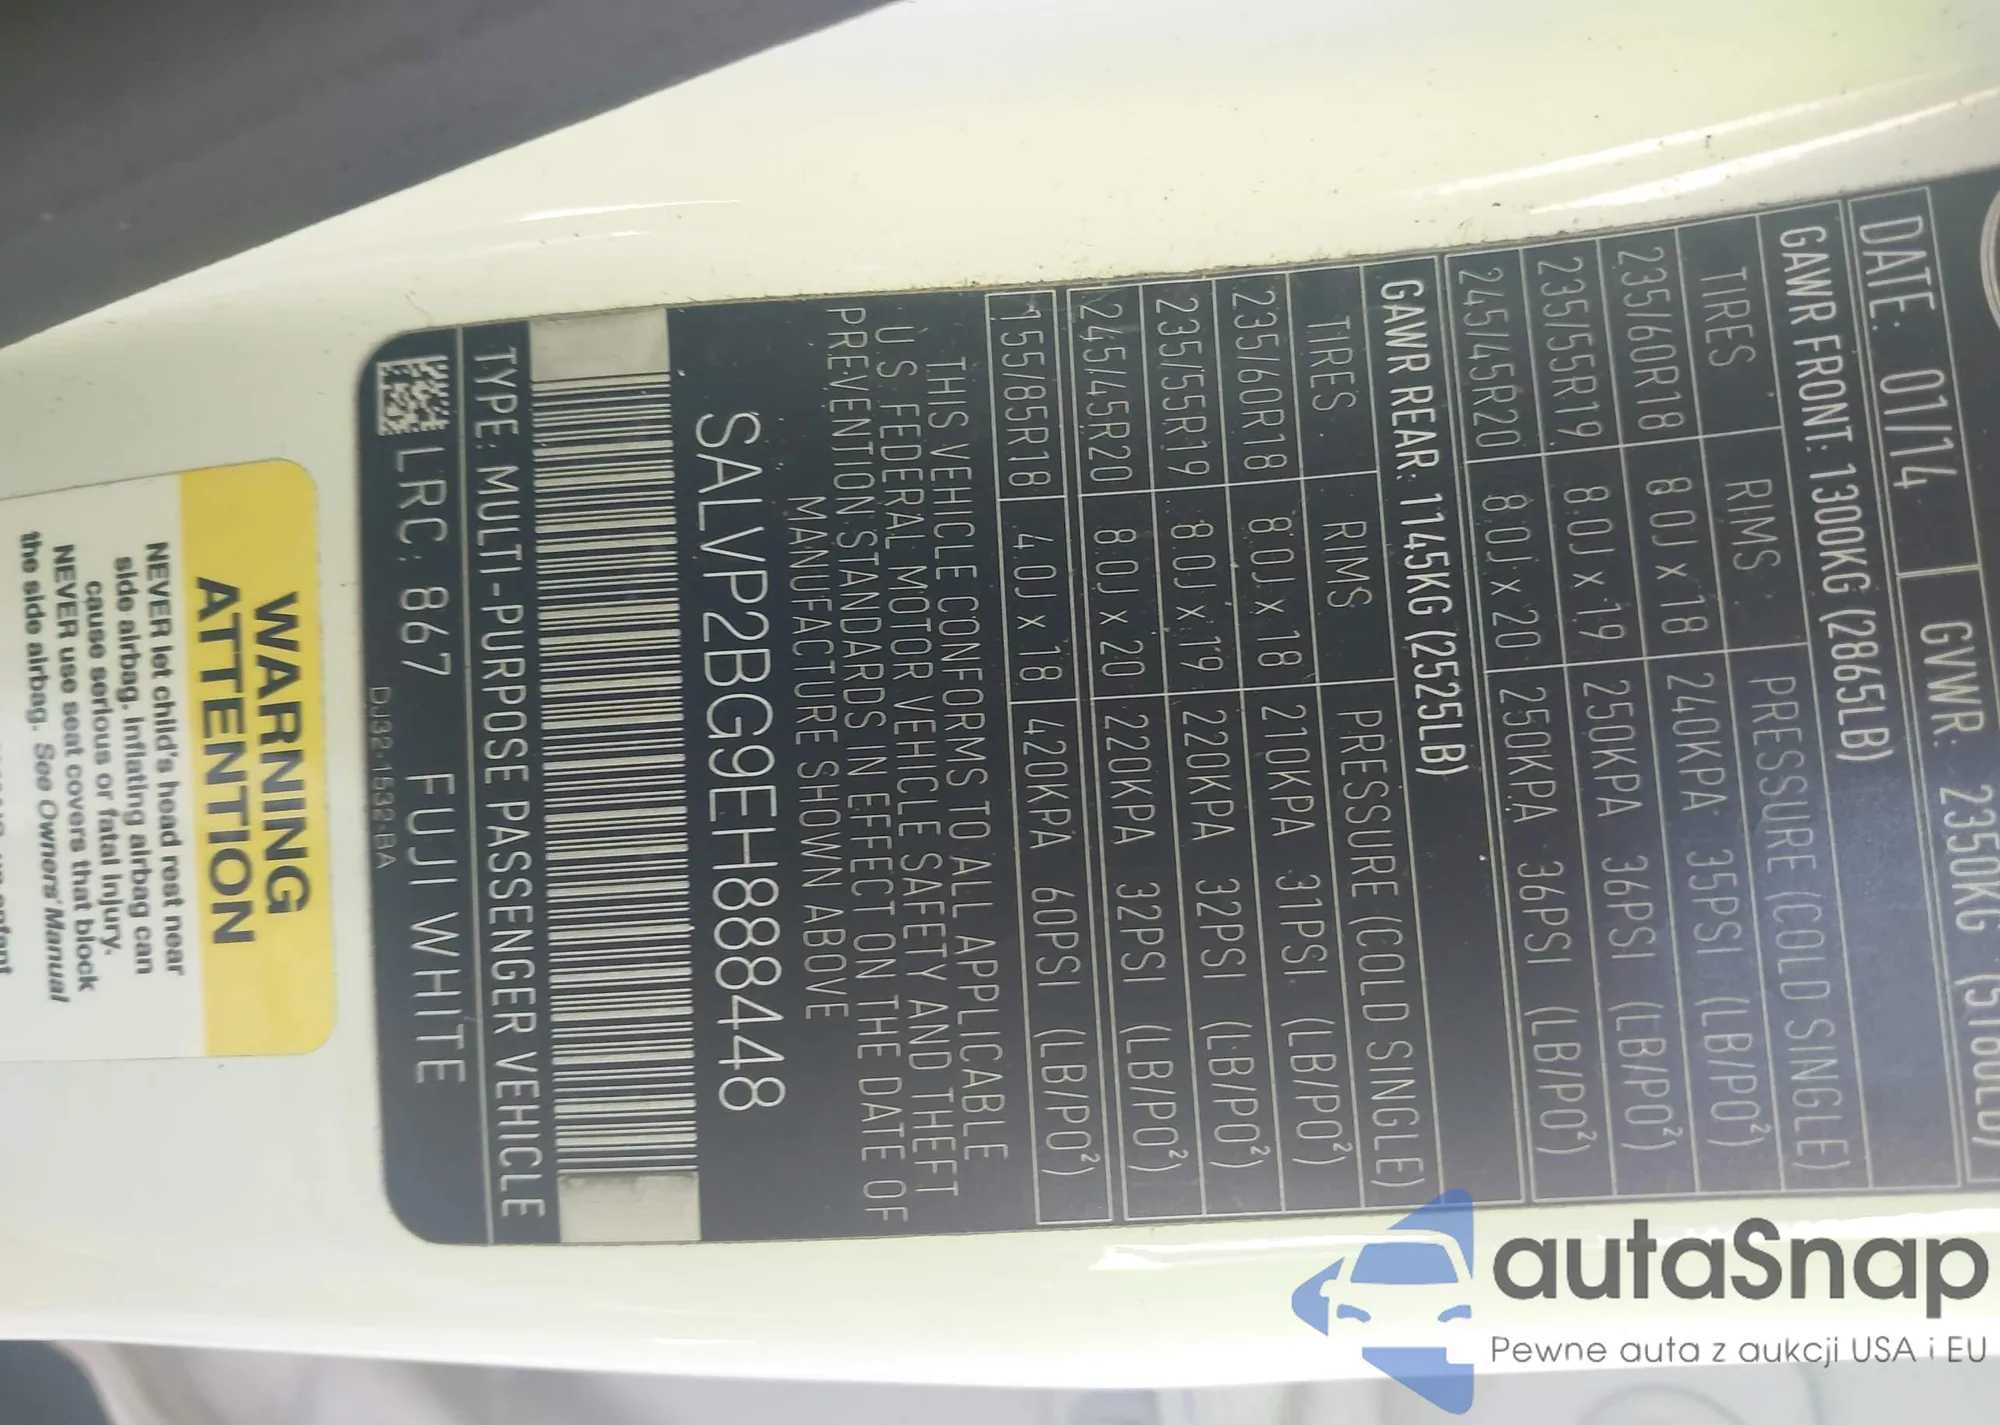 DATE: 01/14 GVWR: 2350KG (5180LB)
GAWR FRONT: 1300KG (2865LB)
TIRES RIMS PRESSURE (COLD SINGLE)
235/60R18 8.0J x 18 240KPA 35PSI (LB/PO²)
235/55R19 8.0J x 19 250KPA 36PSI (LB/PO²)
245/45R20 8.0J x 20 250KPA 36PSI (LB/PO²)
GAWR REAR: 1145KG (2525LB)
TIRES RIMS PRESSURE (COLD SINGLE)
235/60R18 8.0J x 18 210KPA 31PSI (LB/PO²)
235/55R19 8.0J x 19 220KPA 32PSI (LB/PO²)
245/45R20 8.0J x 20 220KPA 32PSI (LB/PO²)
155/85R18 4.0J x 18 420KPA 60PSI (LB/PO²)
THIS VEHICLE CONFORMS TO ALL APPLICABLE
U.S. FEDERAL MOTOR VEHICLE SAFETY AND THEFT
PREVENTION STANDARDS IN EFFECT ON THE DATE OF
MANUFACTURE SHOWN ABOVE
SALVP2BG9EH888448
TYPE: MULTI-PURPOSE PASSENGER VEHICLE
LRC: 867 FUJI WHITE
DJ32-1532-BA
WARNING
ATTENTION
NEVER let child's head rest near
side airbag. Inflating airbag can
cause serious or fatal injury.
NEVER use seat covers that block
the side airbag. See Owners' Manual
autaSnap
Pewne auta z aukcji USA i EU